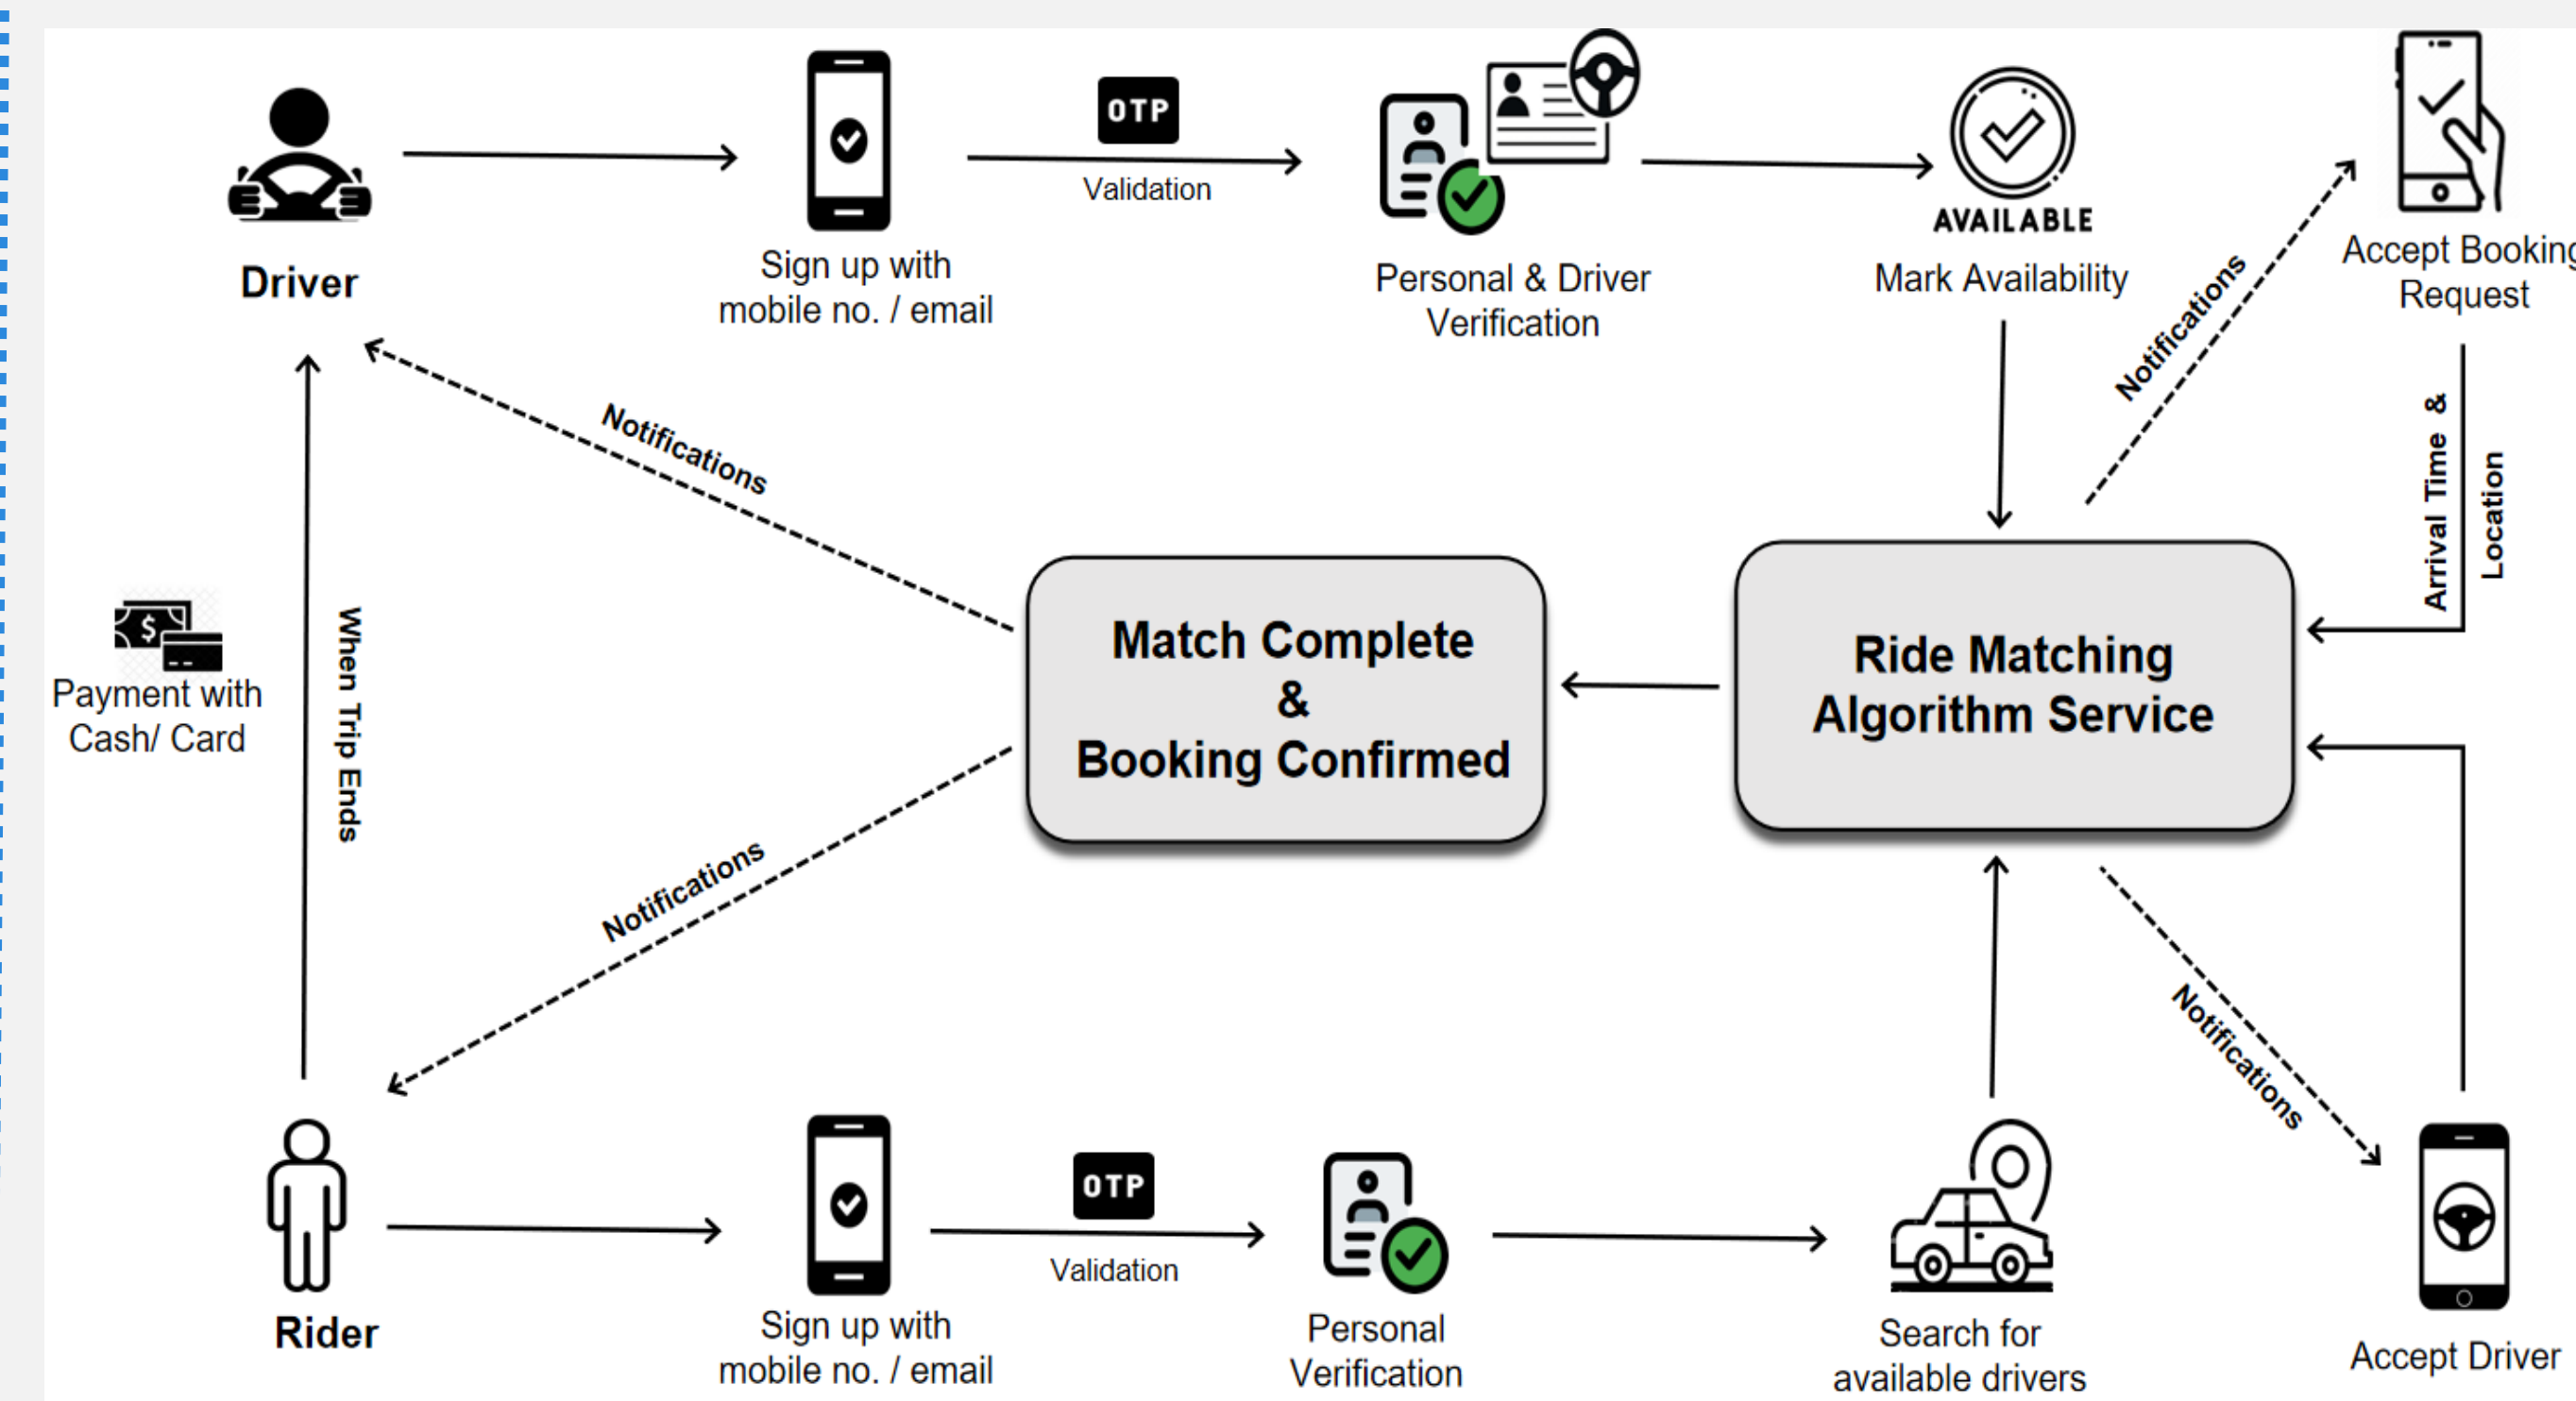 OTP
Validation
Driver
Sign up with
mobile no. / email
Personal & Driver
Verification
AVAILABLE
Mark Availability
Accept Booking
Request
Notifications
Notifications
Arrival Time &
Location
$
Payment with
Cash/ Card
When Trip Ends
Match Complete
&
Booking Confirmed
Ride Matching
Algorithm Service
Notifications
Notifications
OTP
Validation
Rider
Sign up with
mobile no. / email
Personal
Verification
Search for
available drivers
Accept Driver